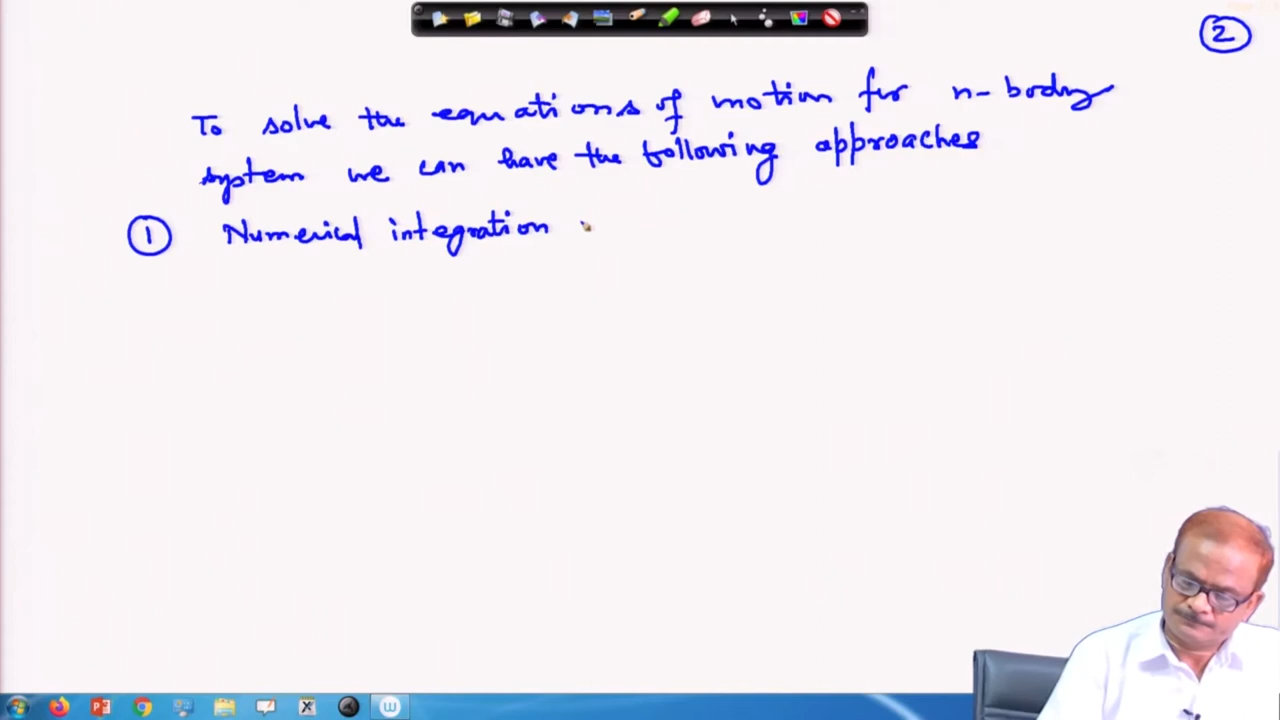 2
To solve the equations of motion for n-body
system we can have the following approaches
1 Numerical integration